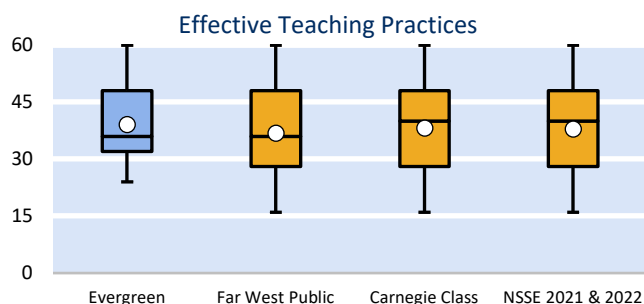 Effective Teaching Practices
60
45
30
15
0
Evergreen Far West Public Carnegie Class NSSE 2021 & 2022